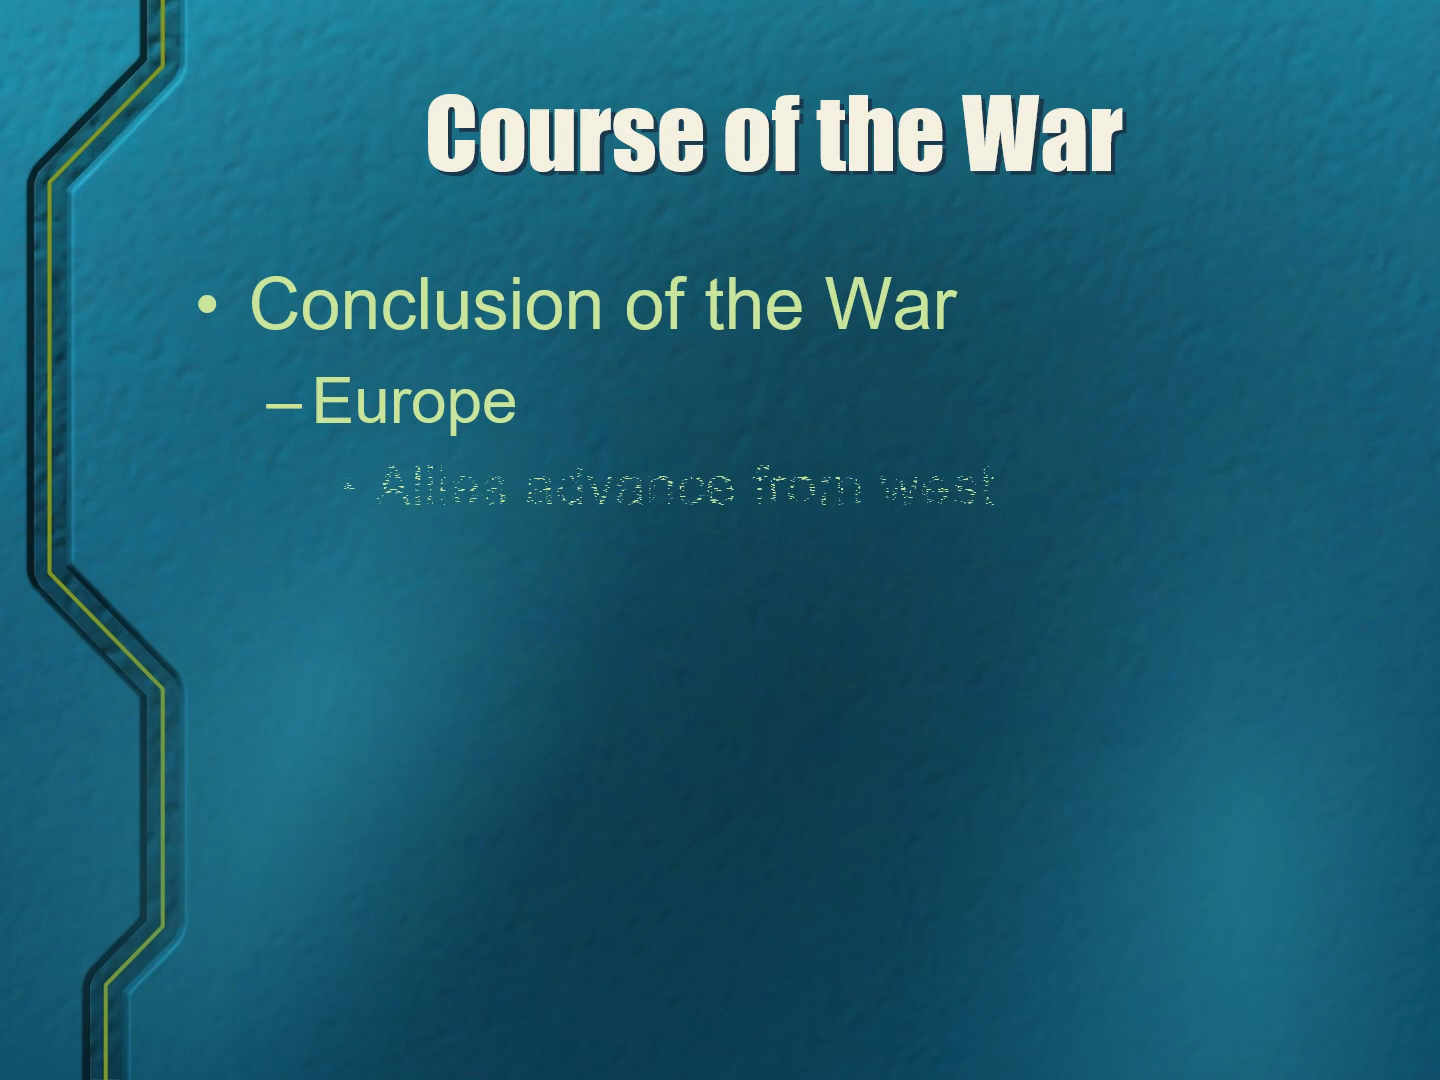 Course of the War
• Conclusion of the War
– Europe
• Allies advance from west